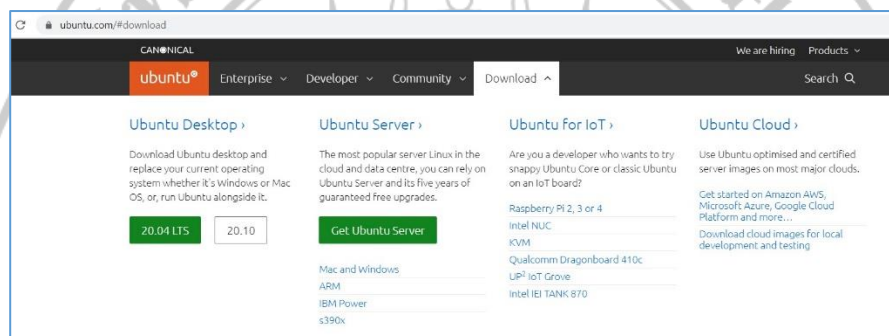 ubuntu.com/#download
CANONICAL
We are hiring Products
ubuntu® Enterprise Developer Community Download Search
Ubuntu Desktop ›
Download Ubuntu desktop and
replace your current operating
system whether it's Windows or Mac
OS, or, run Ubuntu alongside it.
20.04 LTS 20.10
Ubuntu Server ›
The most popular server Linux in the
cloud and data centre, you can rely on
Ubuntu Server and its five years of
guaranteed free upgrades.
Get Ubuntu Server
Mac and Windows
ARM
IBM Power
s390x
Ubuntu for IoT ›
Are you a developer who wants to try
snappy Ubuntu Core or classic Ubuntu
on an IoT board?
Raspberry Pi 2, 3 or 4
Intel NUC
KVM
Qualcomm Dragonboard 410c
UP² IoT Grove
Intel IEI TANK 870
Ubuntu Cloud ›
Use Ubuntu optimised and certified
server images on most major clouds.
Get started on Amazon AWS,
Microsoft Azure, Google Cloud
Platform and more…
Download cloud images for local
development and testing